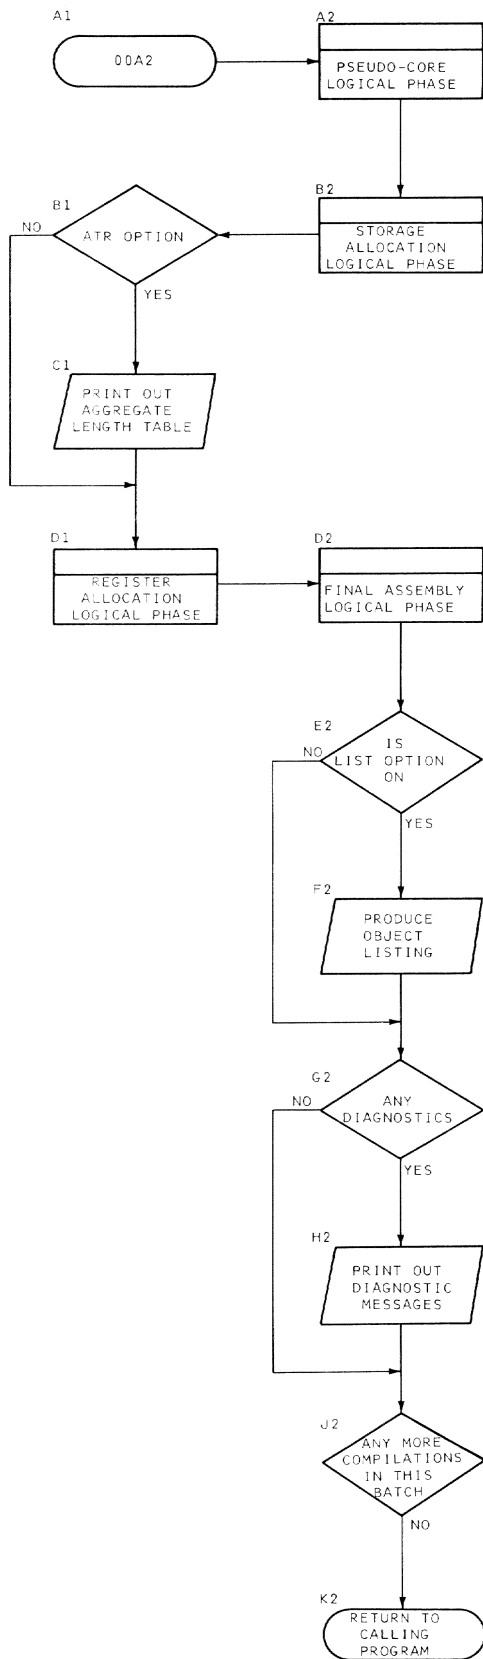 A1
00A2
A2
PSEUDO-CORE
LOGICAL PHASE
B1
NO
ATR OPTION
YES
B2
STORAGE
ALLOCATION
LOGICAL PHASE
C1
PRINT OUT
AGGREGATE
LENGTH TABLE
D1
REGISTER
ALLOCATION
LOGICAL PHASE
D2
FINAL ASSEMBLY
LOGICAL PHASE
E2
NO
IS
LIST OPTION
ON
YES
F2
PRODUCE
OBJECT
LISTING
G2
NO
ANY
DIAGNOSTICS
YES
H2
PRINT OUT
DIAGNOSTIC
MESSAGES
J2
ANY MORE
COMPILATIONS
IN THIS
BATCH
NO
K2
RETURN TO
CALLING
PROGRAM